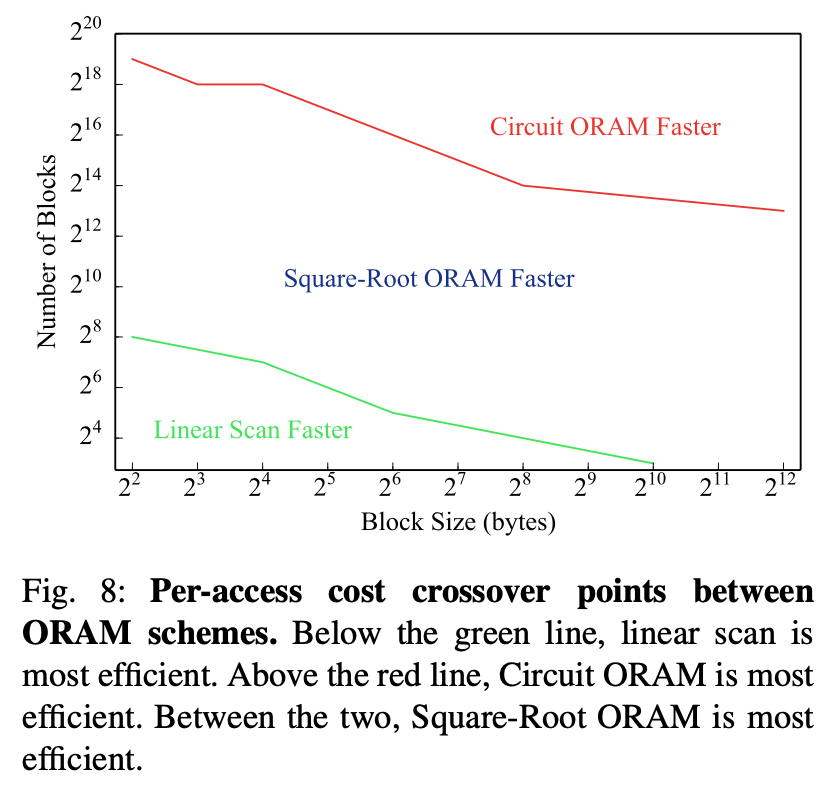 2^20
2^18
2^16
2^14
2^12
2^10
2^8
2^6
2^4
Number of Blocks
Circuit ORAM Faster
Square-Root ORAM Faster
Linear Scan Faster
2^2 2^3 2^4 2^5 2^6 2^7 2^8 2^9 2^10 2^11 2^12
Block Size (bytes)
Fig. 8: Per-access cost crossover points between
ORAM schemes. Below the green line, linear scan is
most efficient. Above the red line, Circuit ORAM is most
efficient. Between the two, Square-Root ORAM is most
efficient.